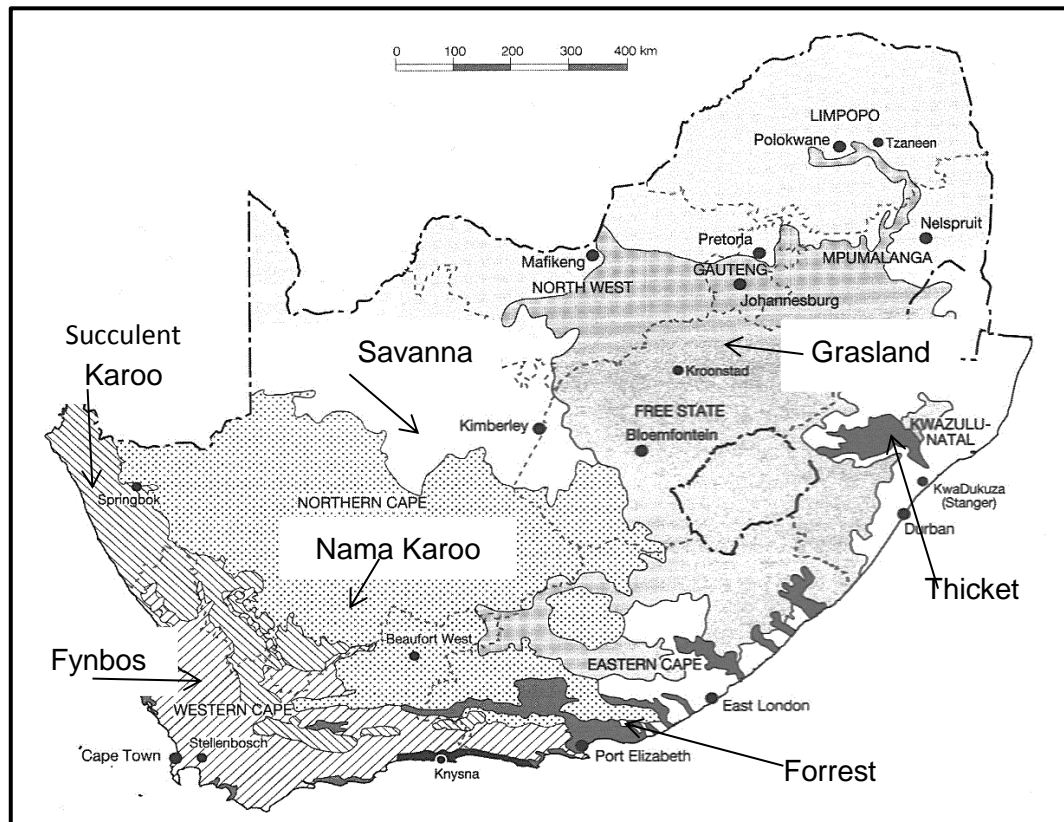 0 100 200 300 400 km
LIMPOPO
Polokwane
Tzaneen
Nelspruit
Pretoria
Mafikeng
MPUMALANGA
GAUTENG
NORTH WEST
Johannesburg
Succulent
Karoo
Savanna
Grasland
Kroonstad
FREE STATE
Kimberley
KWAZULU-
NATAL
Bloemfontein
Springbok
KwaDukuza
(Stanger)
NORTHERN CAPE
Durban
Nama Karoo
Thicket
Beaufort West
Fynbos
EASTERN CAPE
WESTERN CAPE
East London
Stellenbosch
Cape Town
Port Elizabeth
Knysna
Forrest